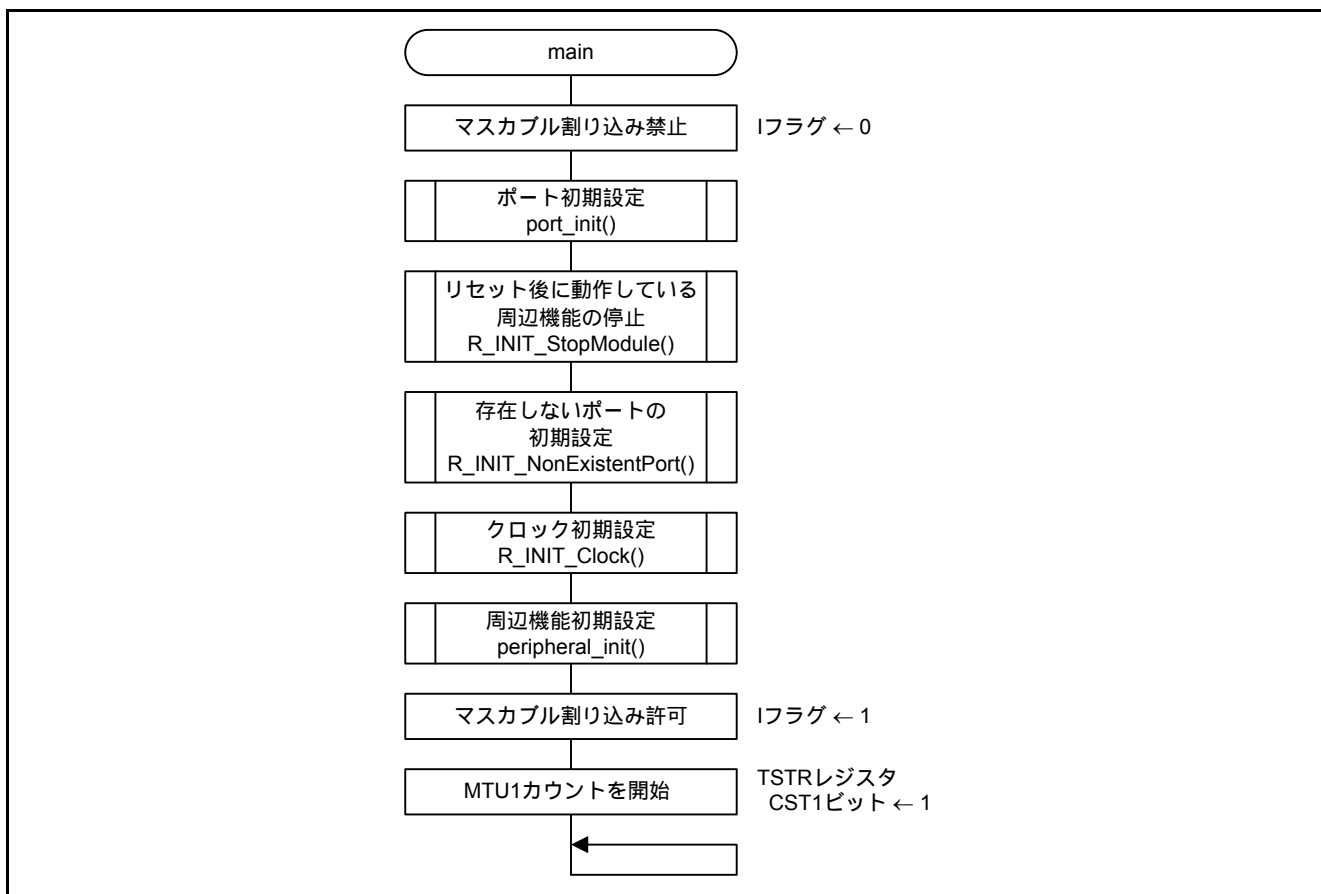 main
マスカブル割り込み禁止
Iフラグ ← 0
ポート初期設定
port_init()
リセット後に動作している
周辺機能の停止
R_INIT_StopModule()
存在しないポートの
初期設定
R_INIT_NonExistentPort()
クロック初期設定
R_INIT_Clock()
周辺機能初期設定
peripheral_init()
マスカブル割り込み許可
Iフラグ ← 1
MTU1カウントを開始
TSTRレジスタ
CST1ビット ← 1